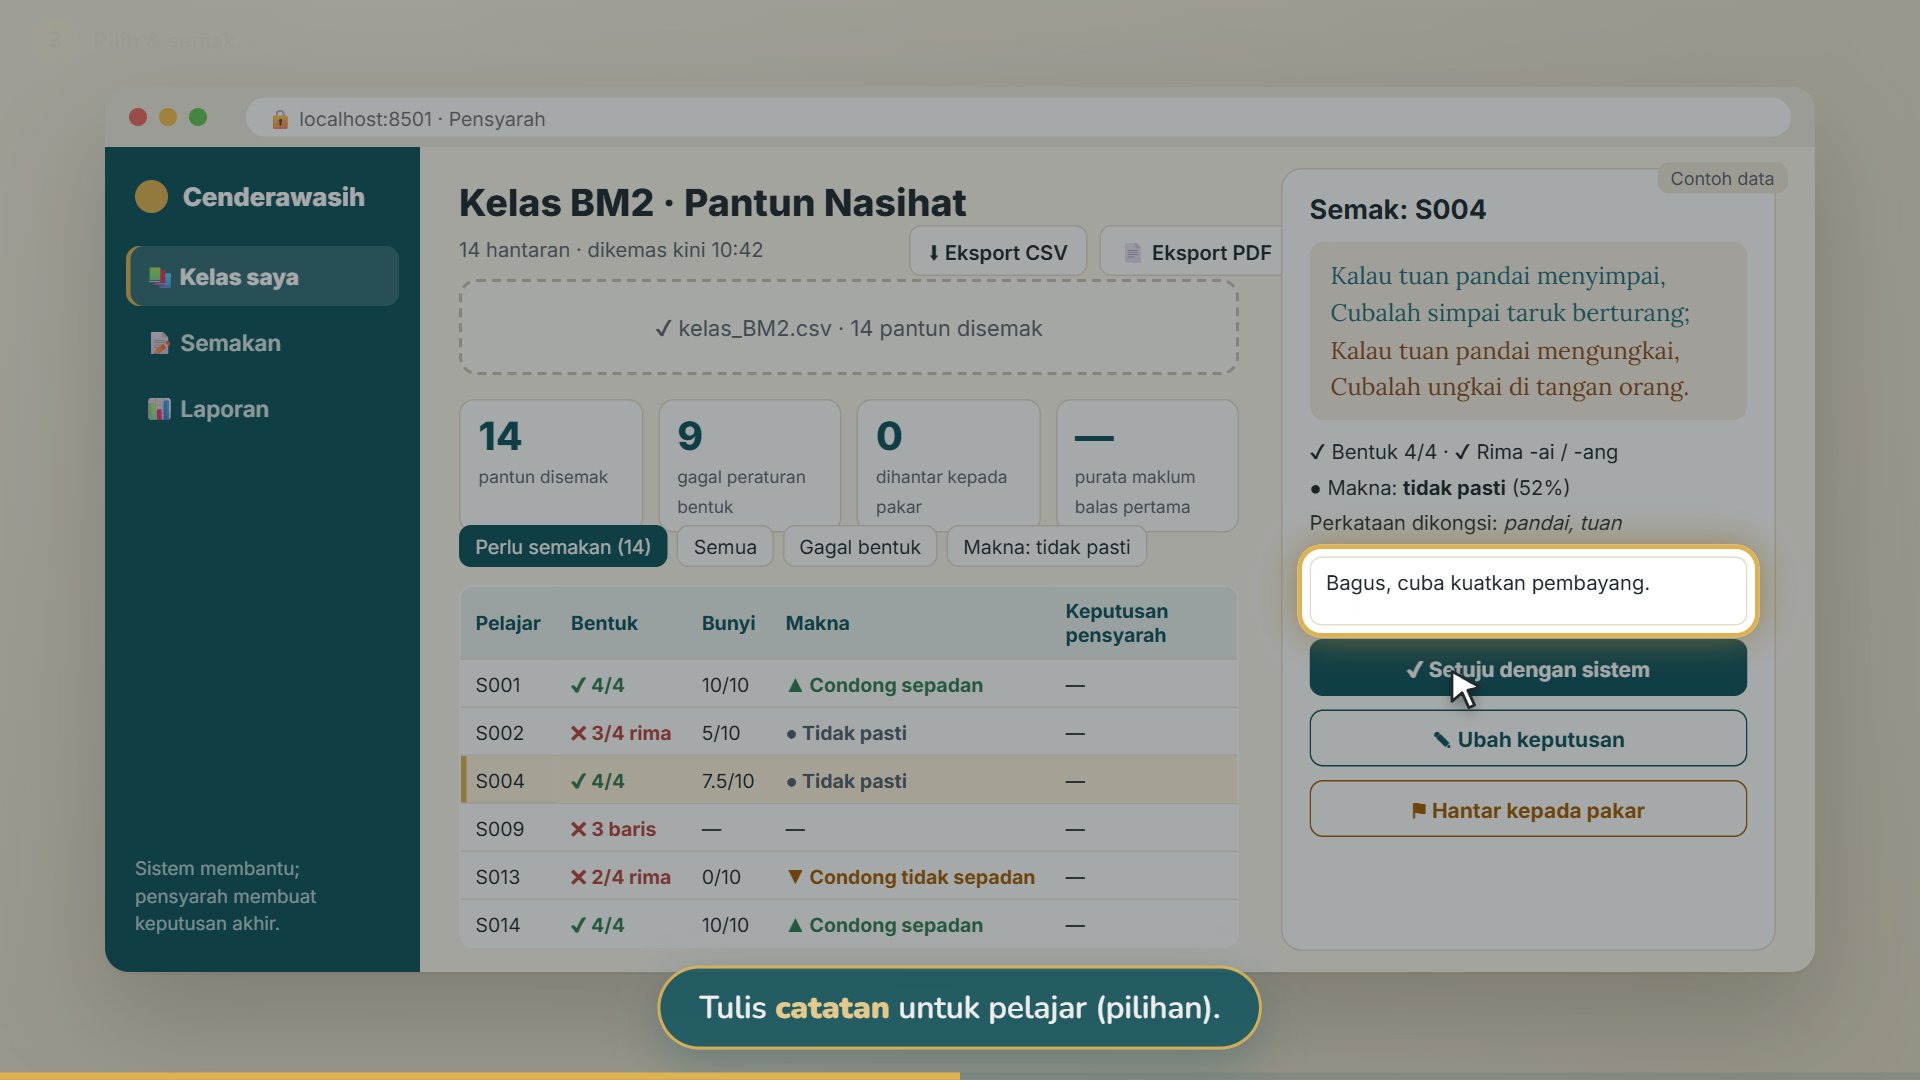 3 Pilih & semak
localhost:8501 · Pensyarah
Cenderawasih
Kelas saya
Semakan
Laporan
Sistem membantu;
pensyarah membuat
keputusan akhir.
Kelas BM2 · Pantun Nasihat
14 hantaran · dikemas kini 10:42
⬇ Eksport CSV
Eksport PDF
✓ kelas_BM2.csv · 14 pantun disemak
14
pantun disemak
9
gagal peraturan
bentuk
0
dihantar kepada
pakar
—
purata maklum
balas pertama
Perlu semakan (14)
Semua
Gagal bentuk
Makna: tidak pasti
Pelajar Bentuk Bunyi Makna Keputusan
pensyarah
S001 ✓ 4/4 10/10 ▲ Condong sepadan —
S002 ✕ 3/4 rima 5/10 ● Tidak pasti —
S004 ✓ 4/4 7.5/10 ● Tidak pasti —
S009 ✕ 3 baris — — —
S013 ✕ 2/4 rima 0/10 ▼ Condong tidak sepadan —
S014 ✓ 4/4 10/10 ▲ Condong sepadan —
Contoh data
Semak: S004
Kalau tuan pandai menyimpai,
Cubalah simpai taruk berturang;
Kalau tuan pandai mengungkai,
Cubalah ungkai di tangan orang.
✓ Bentuk 4/4 · ✓ Rima -ai / -ang
● Makna: tidak pasti (52%)
Perkataan dikongsi: pandai, tuan
Bagus, cuba kuatkan pembayang.
✓ Setuju dengan sistem
✎ Ubah keputusan
⚑ Hantar kepada pakar
Tulis catatan untuk pelajar (pilihan).